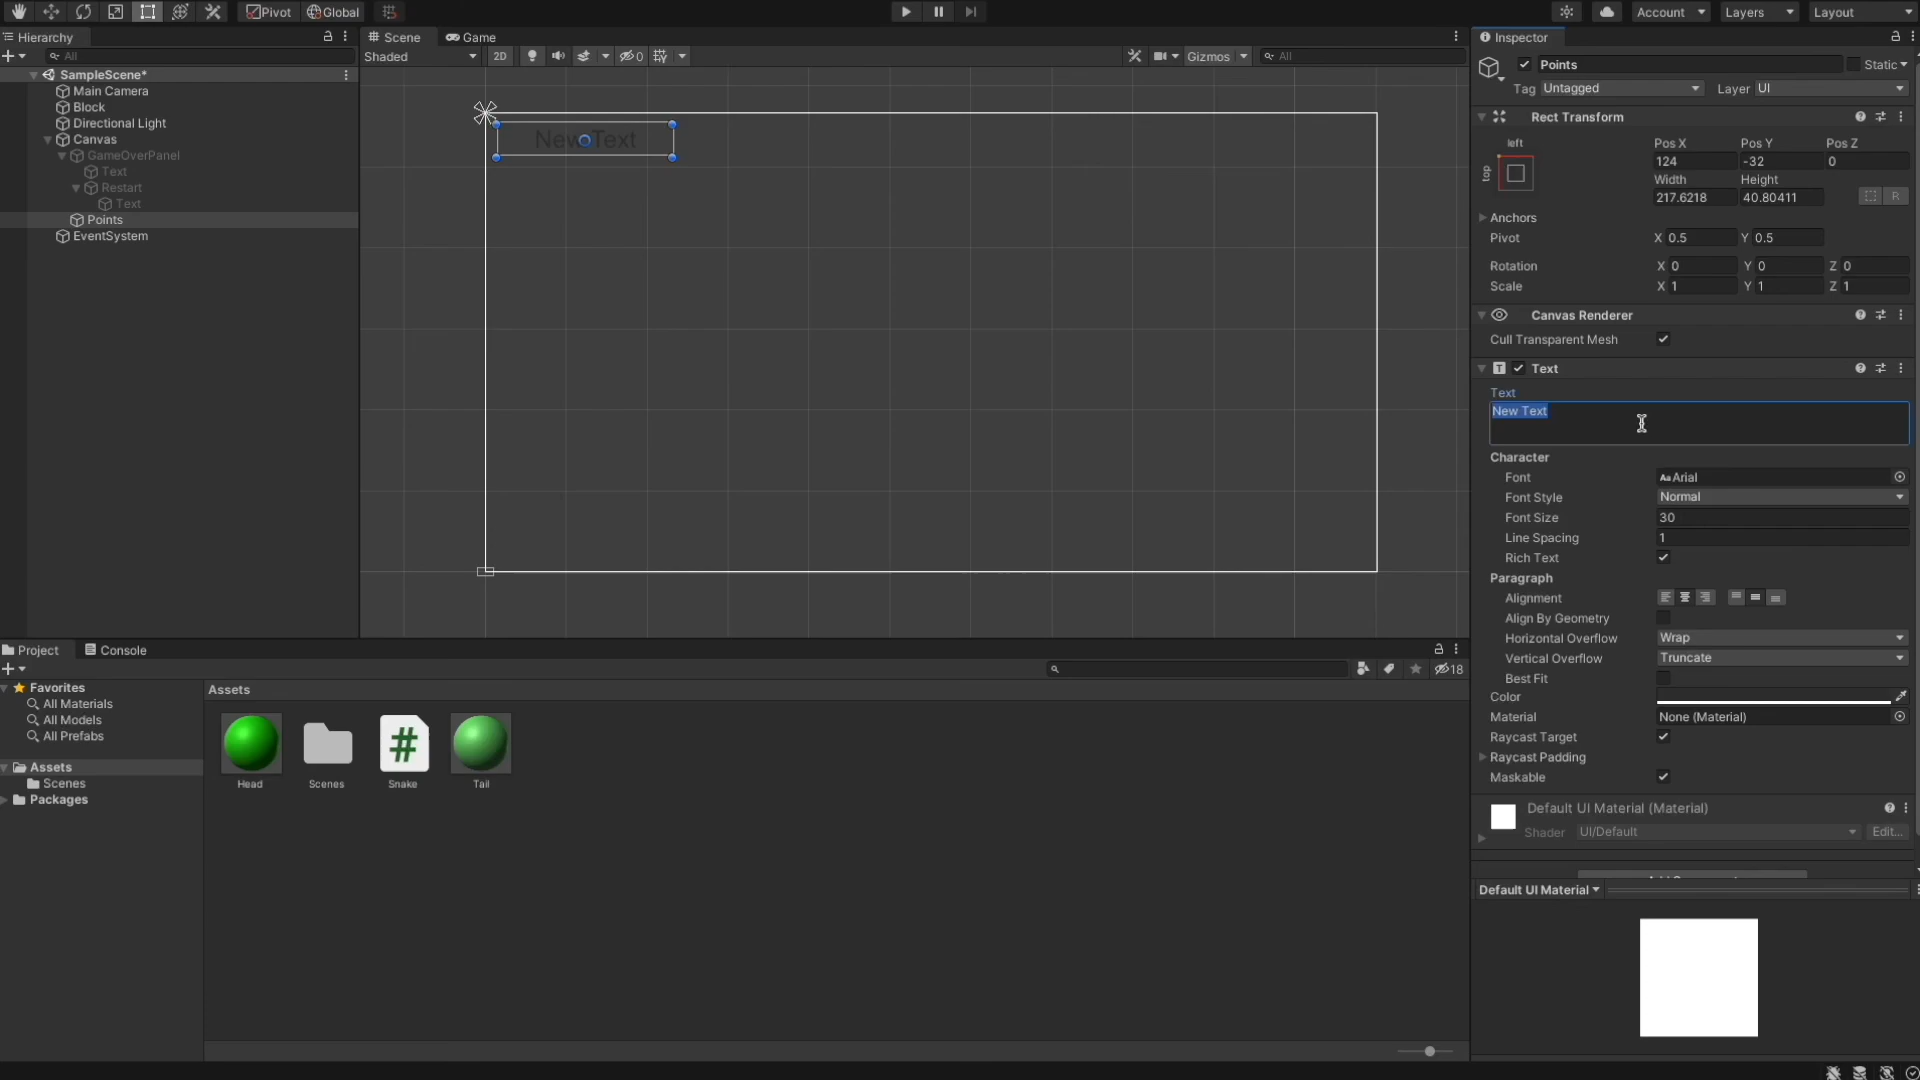 Pivot Global Account Layers Layout
Hierarchy
All
SampleScene*
Main Camera
Block
Directional Light
Canvas
GameOverPanel
Text
Restart
Text
Points
EventSystem
Scene Game
Shaded 2D 0 Gizmos All
New Text
Inspector
Points Static
Tag Untagged Layer UI
Rect Transform
left
top
Pos X Pos Y Pos Z
124 -32 0
Width Height
217.6218 40.80411 R
Anchors
Pivot X 0.5 Y 0.5
Rotation X 0 Y 0 Z 0
Scale X 1 Y 1 Z 1
Canvas Renderer
Cull Transparent Mesh
Text
Text
New Text
Character
Font Aa Arial
Font Style Normal
Font Size 30
Line Spacing 1
Rich Text
Paragraph
Alignment
Align By Geometry
Horizontal Overflow Wrap
Vertical Overflow Truncate
Best Fit
Color
Material None (Material)
Raycast Target
Raycast Padding
Maskable
Default UI Material (Material)
Shader UI/Default Edit...
Default UI Material
Project Console
18
Favorites
All Materials
All Models
All Prefabs
Assets
Scenes
Packages
Assets
Head Scenes Snake Tail